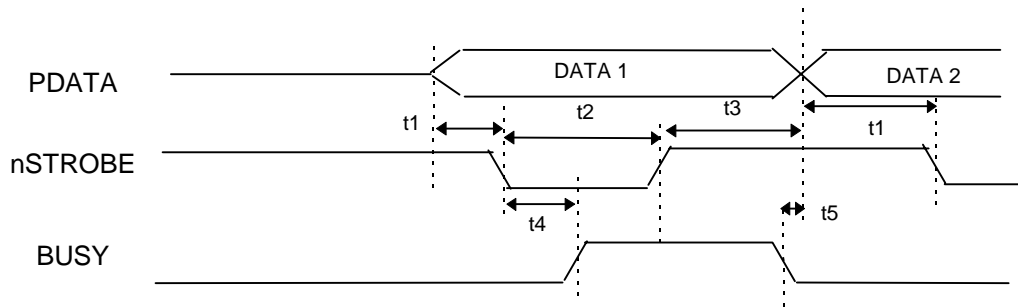 PDATA
DATA 1
DATA 2
t1
t2
t3
t1
nSTROBE
t4
t5
BUSY